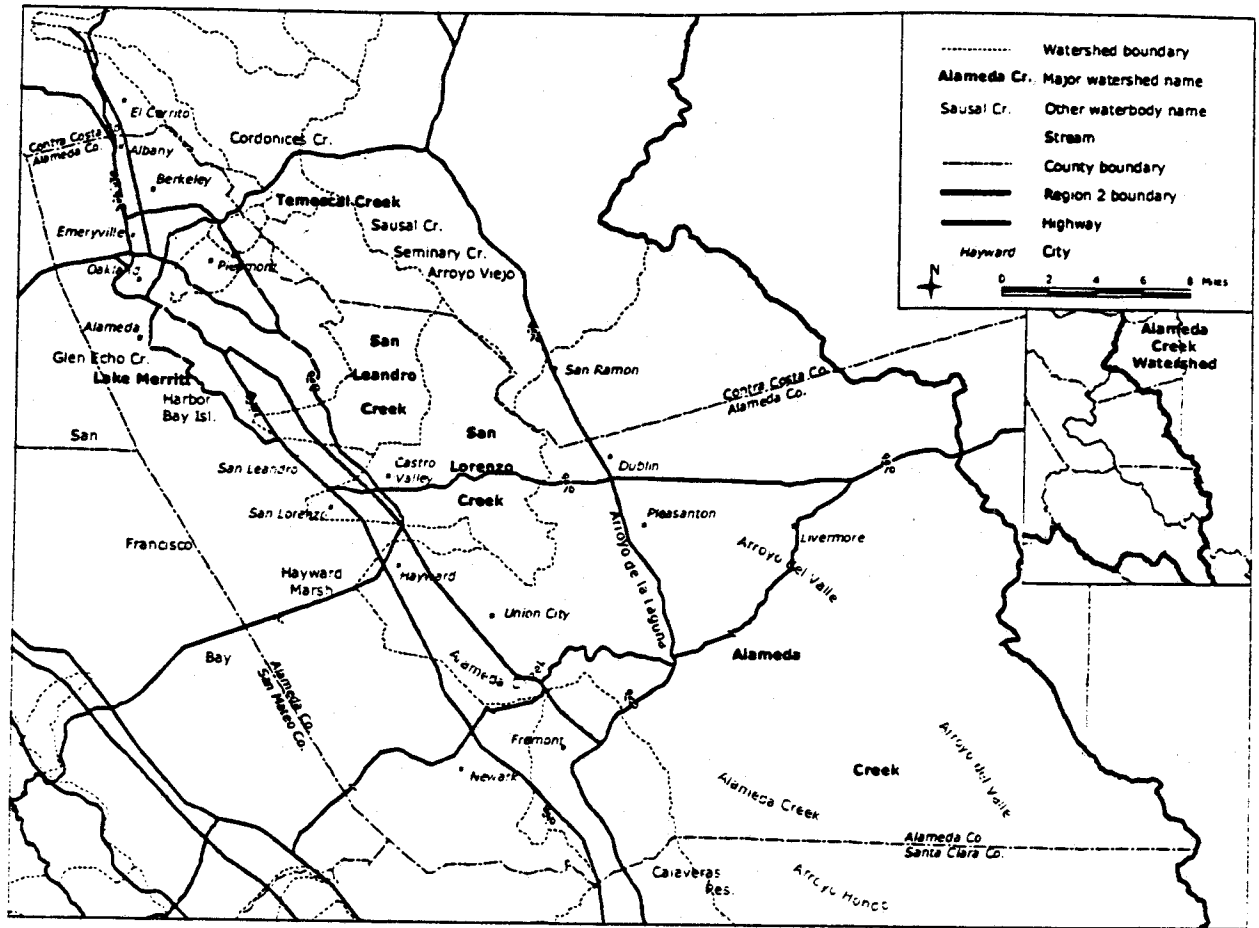 Watershed boundary
Alameda Cr. Major watershed name
Sausal Cr. Other waterbody name
Stream
County boundary
Region 2 boundary
Highway
Hayward City
N
0 2 4 6 8 Miles
Alameda
Creek
Watershed
El Cerrito
Contra Costa Co.
Alameda Co.
Albany
Cordonices Cr.
Berkeley
Temescal Creek
Emeryville
Sausal Cr.
Seminary Cr.
Arroyo Viejo
Oakland
Piedmont
Alameda
Glen Echo Cr.
Lake Merritt
Harbor
Bay Isl.
San
Leandro
Creek
San Ramon
Contra Costa Co.
Alameda Co.
San
San Leandro
Castro
Valley
San
Lorenzo
Creek
Dublin
San Lorenzo
Pleasanton
Livermore
Arroyo de la Laguna
Arroyo del Valle
Francisco
Hayward
Marsh
Hayward
Union City
Bay
Alameda Co.
San Mateo Co.
Alameda C
Alameda
Fremont
Newark
Creek
Arroyo del Valle
Alameda Creek
Alameda Co
Santa Clara Co.
Calaveras
Res.
Arroyo Hondo